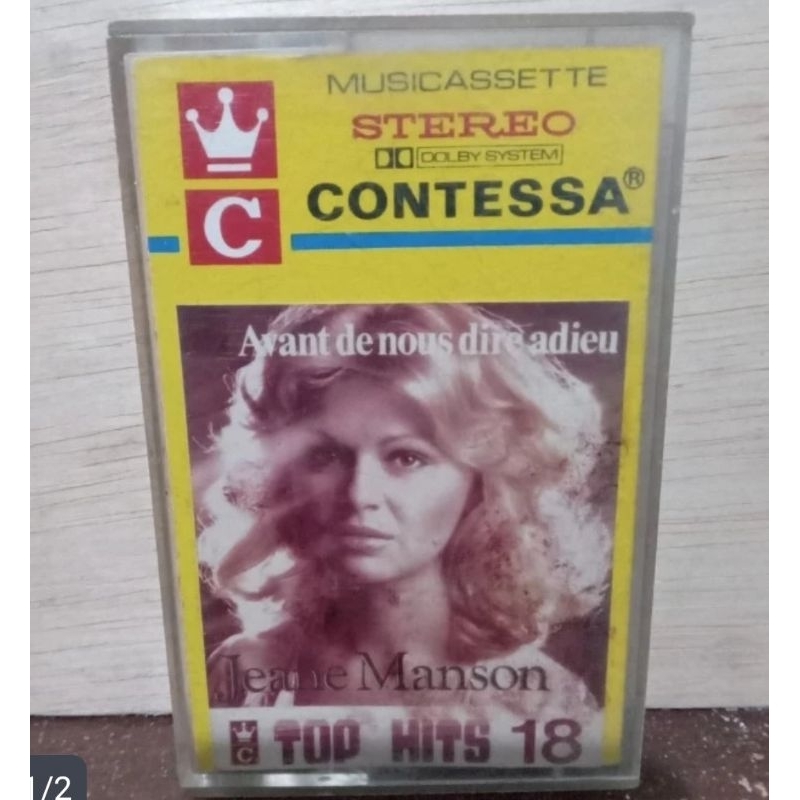 MUSICASSETTE
STEREO
DOLBY SYSTEM
CONTESSA®
C
Avant de nous dire adieu
Jeane Manson
C
TOP HITS 18
1/2